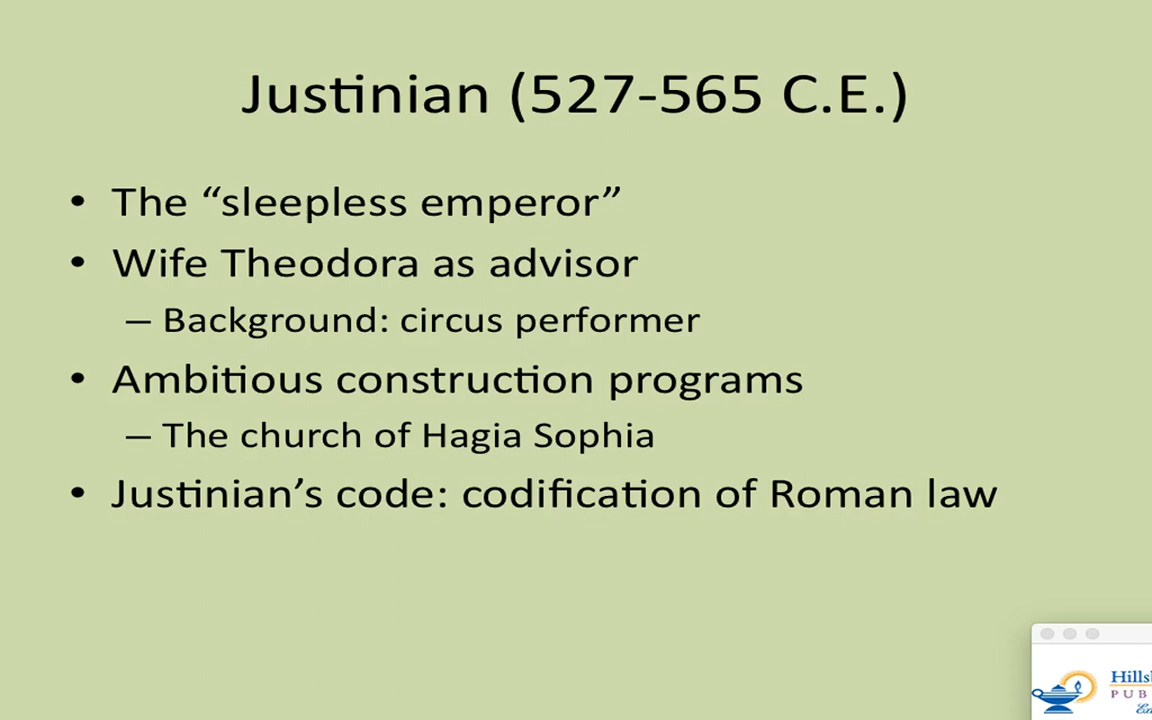 Justinian (527-565 C.E.)
• The “sleepless emperor”
• Wife Theodora as advisor
– Background: circus performer
• Ambitious construction programs
– The church of Hagia Sophia
• Justinian’s code: codification of Roman law
PUB